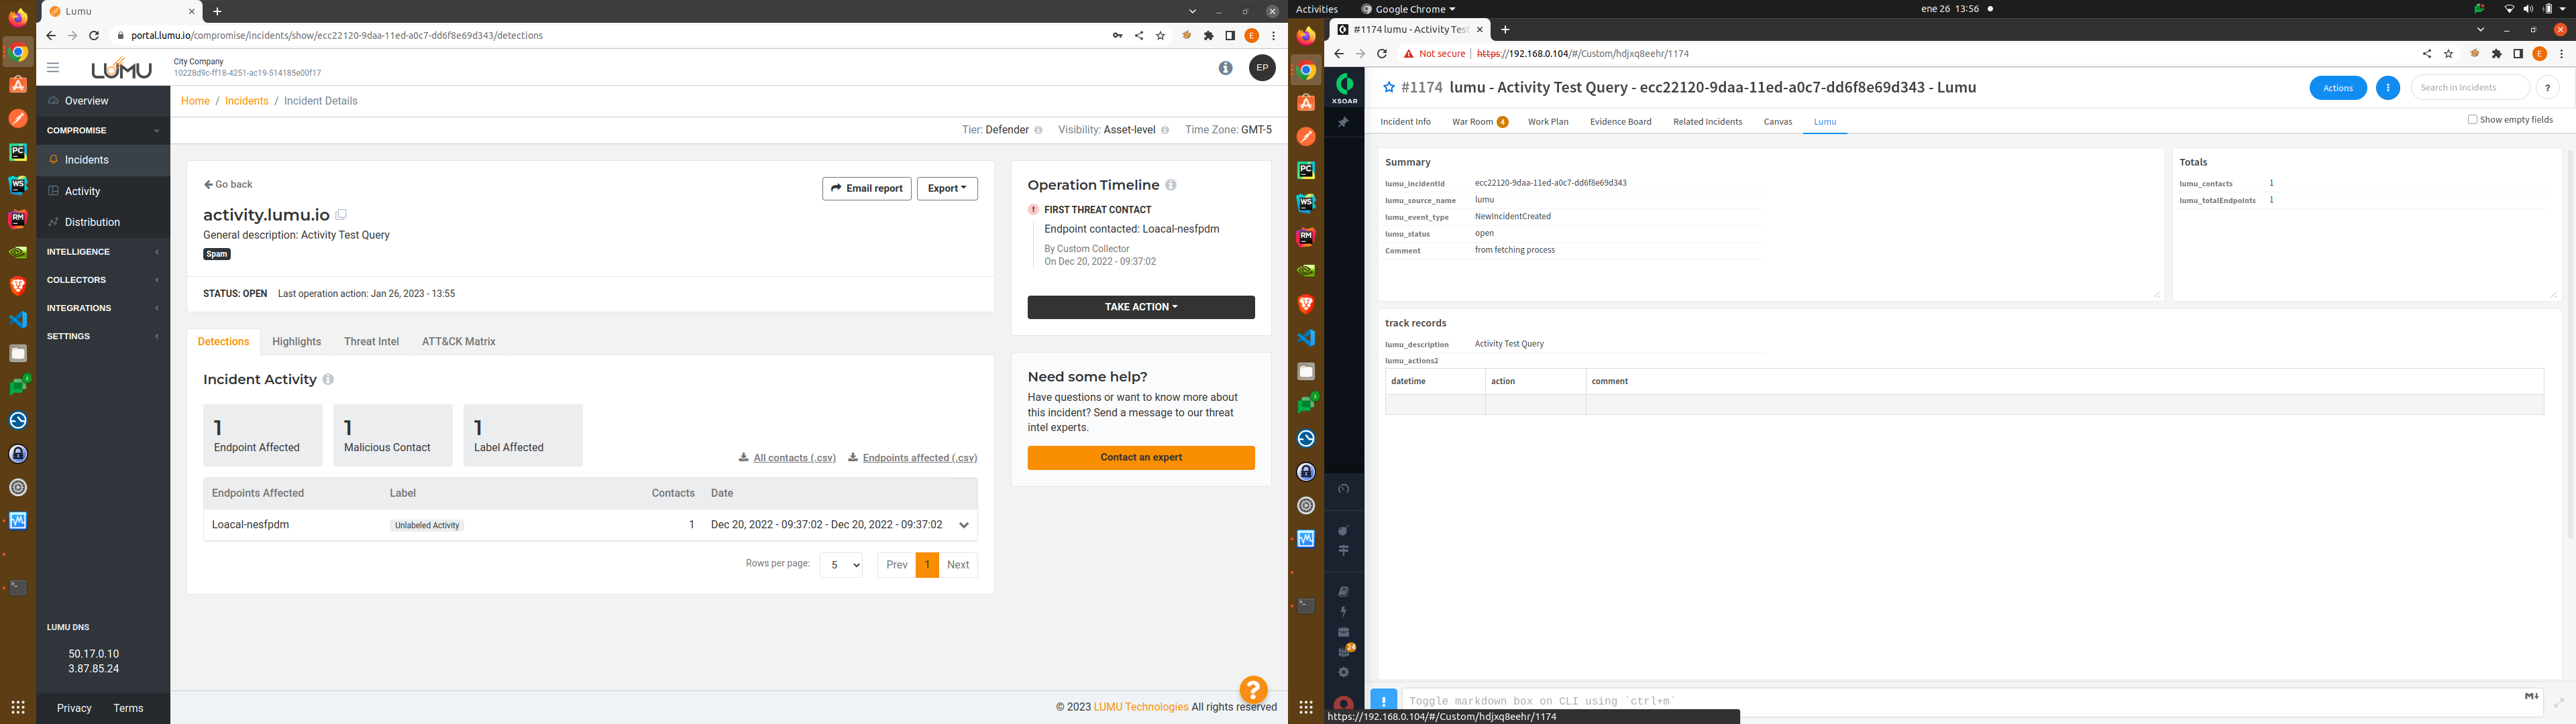 Lumu
portal.lumu.io/compromise/incidents/show/ecc22120-9daa-11ed-a0c7-dd6f8e69d343/detections
LUMU
City Company
10228d9c-ff18-4251-ac19-514185e00f17
EP
Overview
COMPROMISE
Incidents
Activity
Distribution
INTELLIGENCE
COLLECTORS
INTEGRATIONS
SETTINGS
LUMU DNS
50.17.0.10
3.87.85.24
Privacy Terms
Home / Incidents / Incident Details
Tier: Defender Visibility: Asset-level Time Zone: GMT-5
Go back
Email report Export
activity.lumu.io
General description: Activity Test Query
Spam
STATUS: OPEN Last operation action: Jan 26, 2023 - 13:55
Detections Highlights Threat Intel ATT&CK Matrix
Incident Activity
1 1 1
Endpoint Affected Malicious Contact Label Affected
All contacts (.csv) Endpoints affected (.csv)
Endpoints Affected Label Contacts Date
Loacal-nesfpdm Unlabeled Activity 1 Dec 20, 2022 - 09:37:02 - Dec 20, 2022 - 09:37:02
Rows per page: 5 Prev 1 Next
Operation Timeline
FIRST THREAT CONTACT
Endpoint contacted: Loacal-nesfpdm
By Custom Collector
On Dec 20, 2022 - 09:37:02
TAKE ACTION
Need some help?
Have questions or want to know more about
this incident? Send a message to our threat
intel experts.
Contact an expert
?
© 2023 LUMU Technologies All rights reserved
Activities Google Chrome ene 26 13:56
#1174 lumu - Activity Test
Not secure | https://192.168.0.104/#/Custom/hdjxq8eehr/1174
XSOAR
#1174 lumu - Activity Test Query - ecc22120-9daa-11ed-a0c7-dd6f8e69d343 - Lumu
Actions Search in Incidents ?
Incident Info War Room 4 Work Plan Evidence Board Related Incidents Canvas Lumu
Show empty fields
Summary
lumu_incidentId ecc22120-9daa-11ed-a0c7-dd6f8e69d343
lumu_source_name lumu
lumu_event_type NewIncidentCreated
lumu_status open
Comment from fetching process
Totals
lumu_contacts 1
lumu_totalEndpoints 1
track records
lumu_description Activity Test Query
lumu_actions2
datetime action comment
24
! Toggle markdown box on CLI using `ctrl+m`
M
https://192.168.0.104/#/Custom/hdjxq8eehr/1174